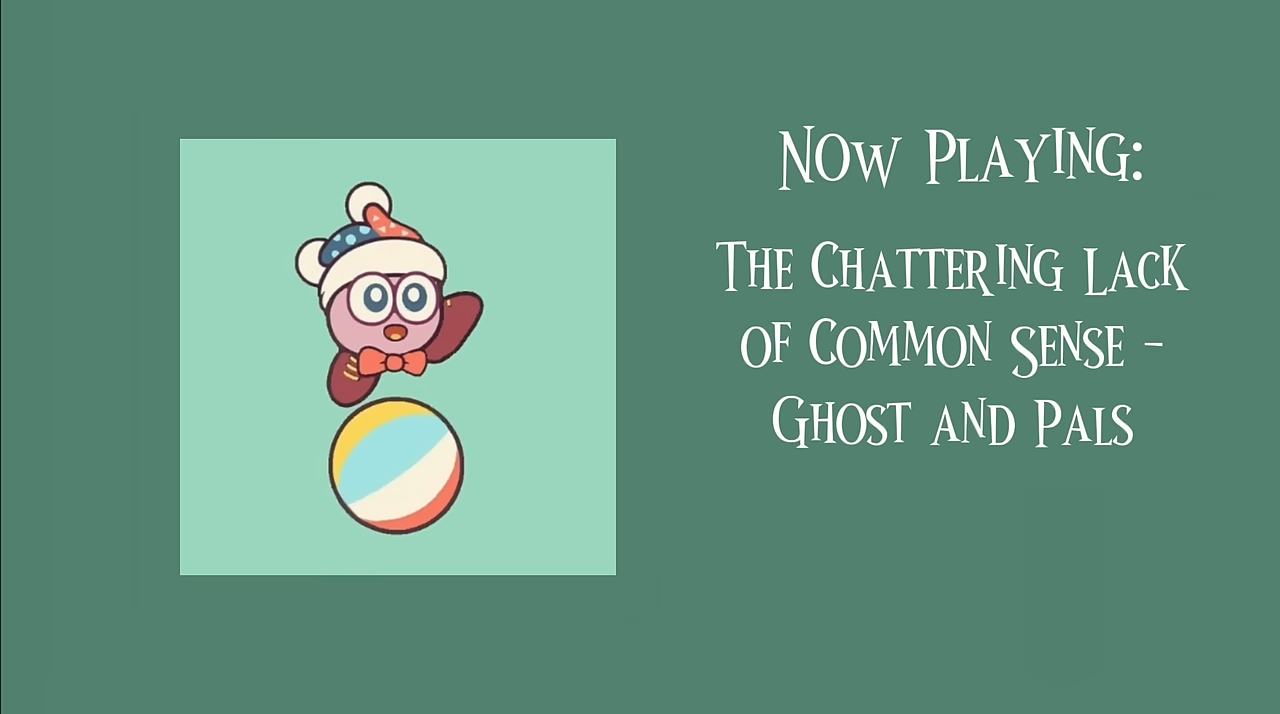 Now Playing:
The Chattering Lack
of Common Sense -
Ghost and Pals